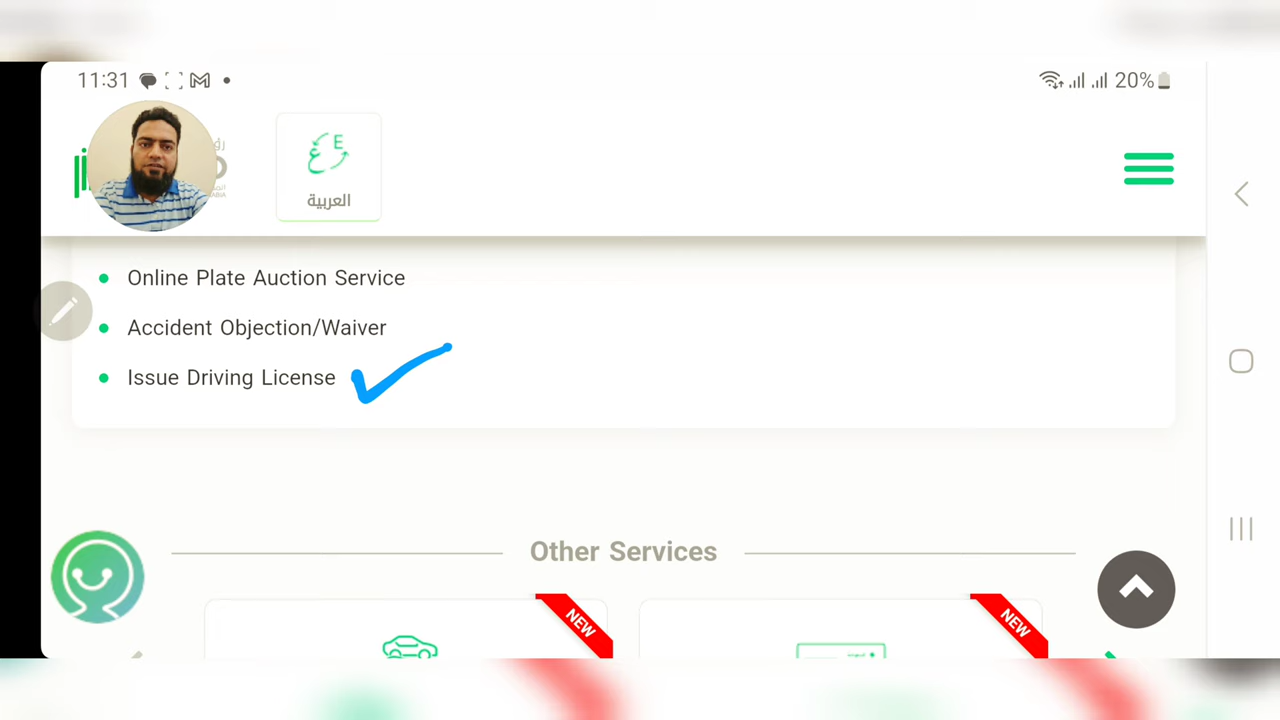 11:31
20%
E
ع
العربية
Online Plate Auction Service
Accident Objection/Waiver
Issue Driving License
Other Services
NEW
NEW